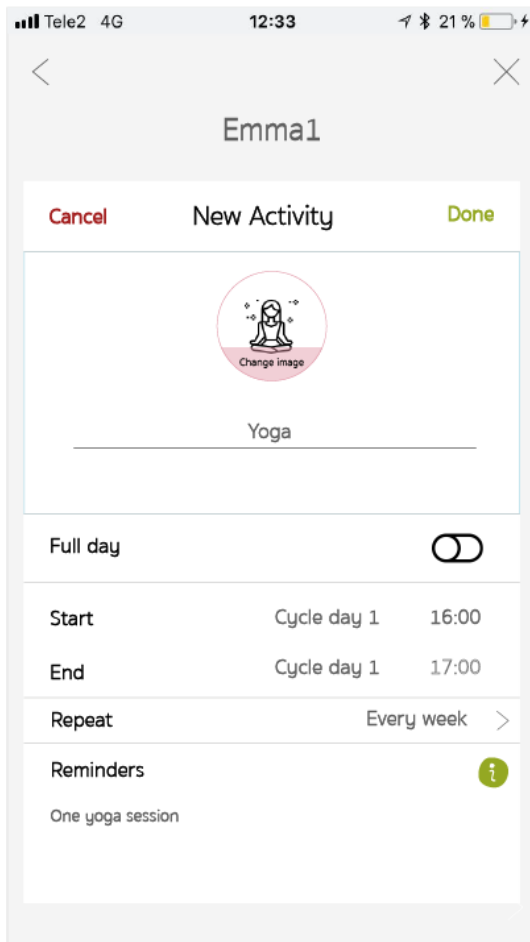 Tele2 4G 12:33 21 %
Emma1
Cancel New Activity Done
Change image
Yoga
Full day
Start Cycle day 1 16:00
End Cycle day 1 17:00
Repeat Every week
Reminders i
One yoga session